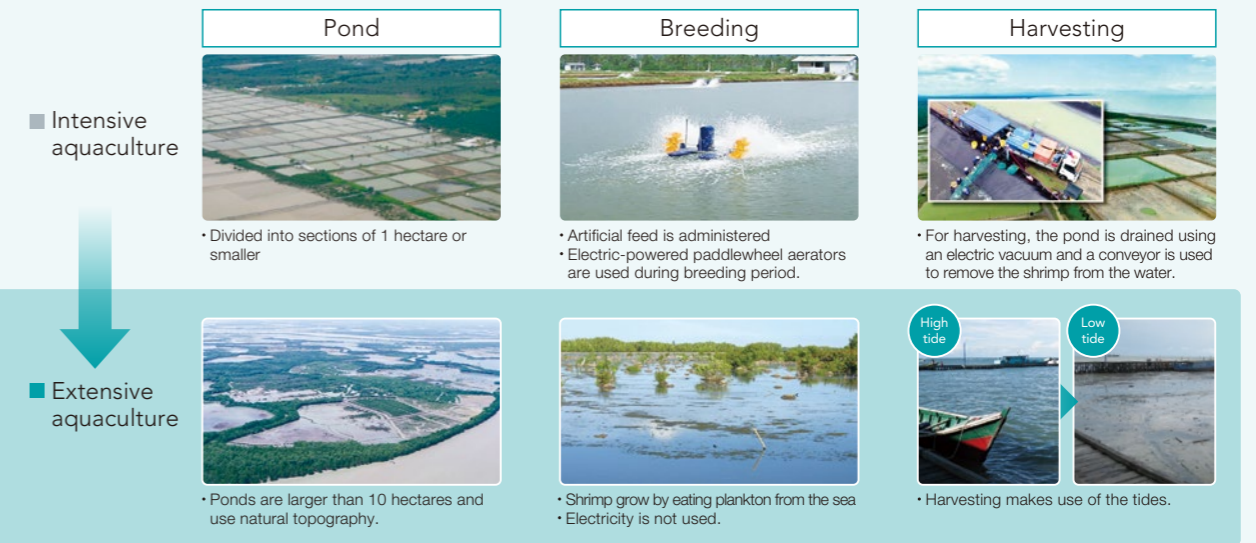 Pond
Breeding
Harvesting
Intensive
aquaculture
• Divided into sections of 1 hectare or
smaller
• Artificial feed is administered
• Electric-powered paddlewheel aerators
are used during breeding period.
• For harvesting, the pond is drained using
an electric vacuum and a conveyor is used
to remove the shrimp from the water.
Extensive
aquaculture
High
tide
Low
tide
• Ponds are larger than 10 hectares and
use natural topography.
• Shrimp grow by eating plankton from the sea
• Electricity is not used.
• Harvesting makes use of the tides.